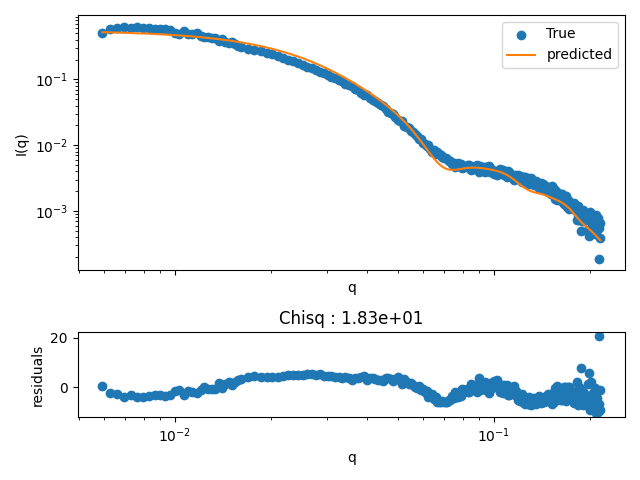 True
predicted
I(q)
10⁻¹
10⁻²
10⁻³
q
Chisq : 1.83e+01
residuals
20
0
10⁻²
10⁻¹
q